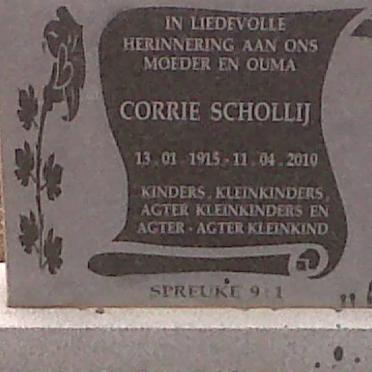 IN LIEDEVOLLE
HERINNERING AAN ONS
MOEDER EN OUMA
CORRIE SCHOLLIJ
13 . 01 . 1915 - 11 . 04 . 2010
KINDERS, KLEINKINDERS,
AGTER KLEINKINDERS EN
AGTER - AGTER KLEINKIND
SPREUKE 9 : 1